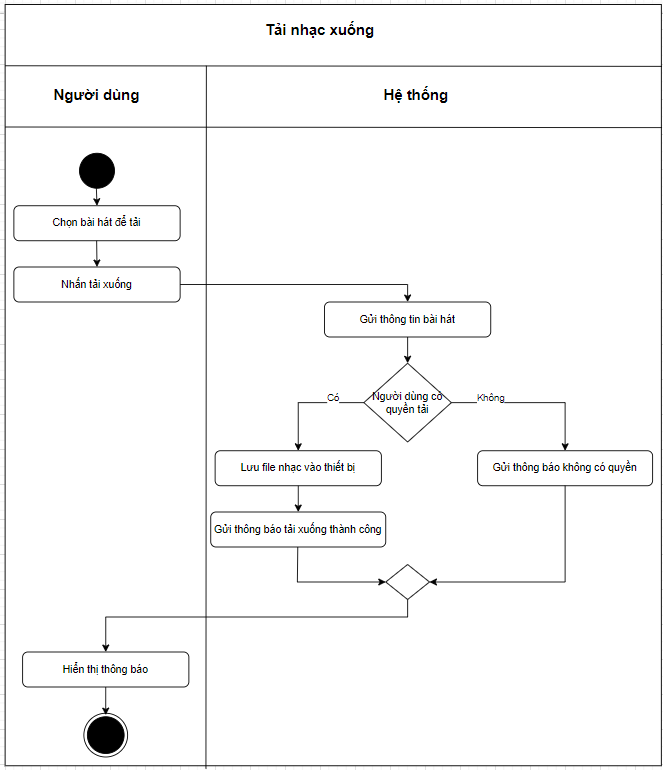 Tải nhạc xuống
Người dùng
Hệ thống
Chọn bài hát để tải
Nhấn tải xuống
Gửi thông tin bài hát
Người dùng có
quyền tải
Có
Không
Lưu file nhạc vào thiết bị
Gửi thông báo không có quyền
Gửi thông báo tải xuống thành công
Hiển thị thông báo